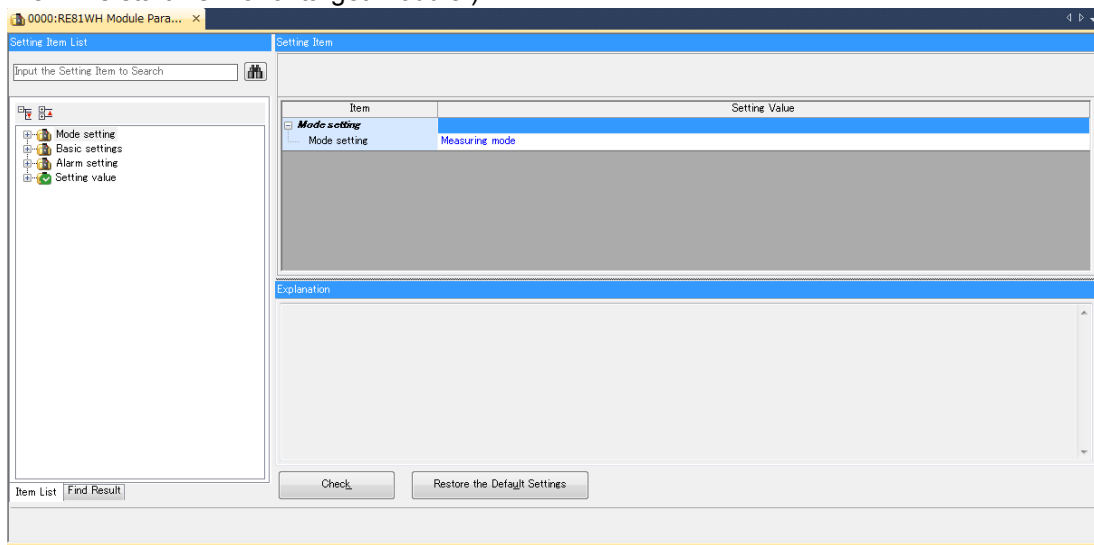 0000:RE81WH Module Para... ×
Setting Item List
Setting Item
Input the Setting Item to Search
Mode setting
Basic settings
Alarm setting
Setting value
Item Setting Value
Mode setting
Mode setting Measuring mode
Explanation
Item List Find Result
Check
Restore the Default Settings